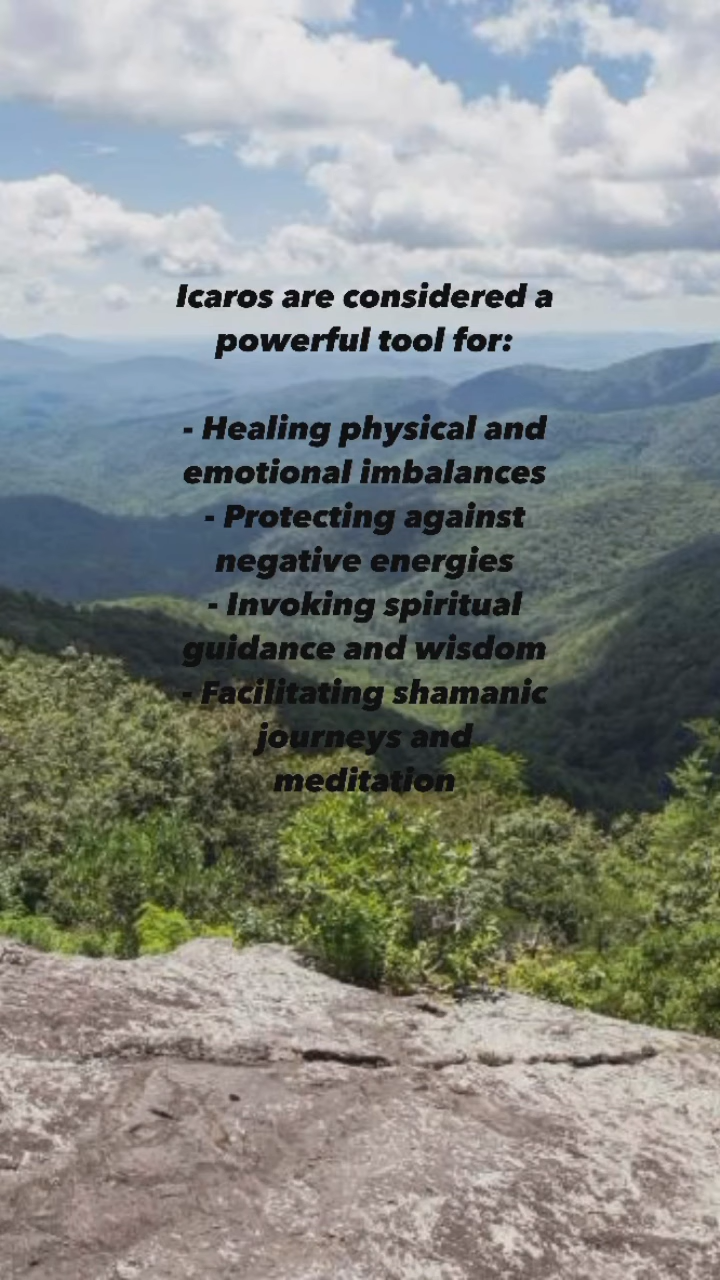 Icaros are considered a
powerful tool for:
- Healing physical and
emotional imbalances
- Protecting against
negative energies
- Invoking spiritual
guidance and wisdom
- Facilitating shamanic
journeys and
meditation